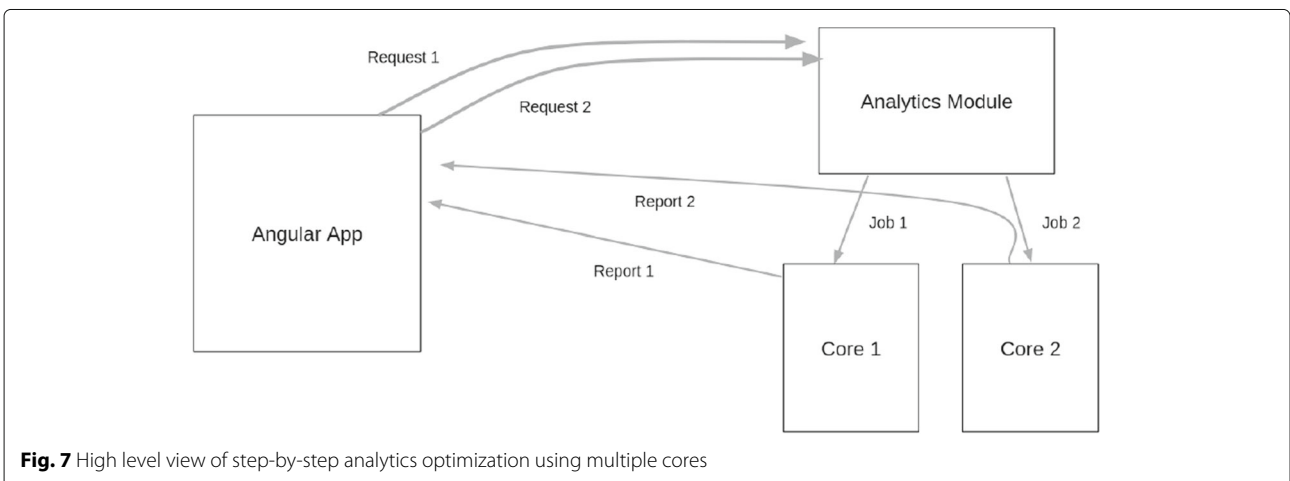 Request 1
Request 2
Analytics Module
Report 2
Angular App
Job 1
Job 2
Report 1
Core 1
Core 2
Fig. 7 High level view of step-by-step analytics optimization using multiple cores